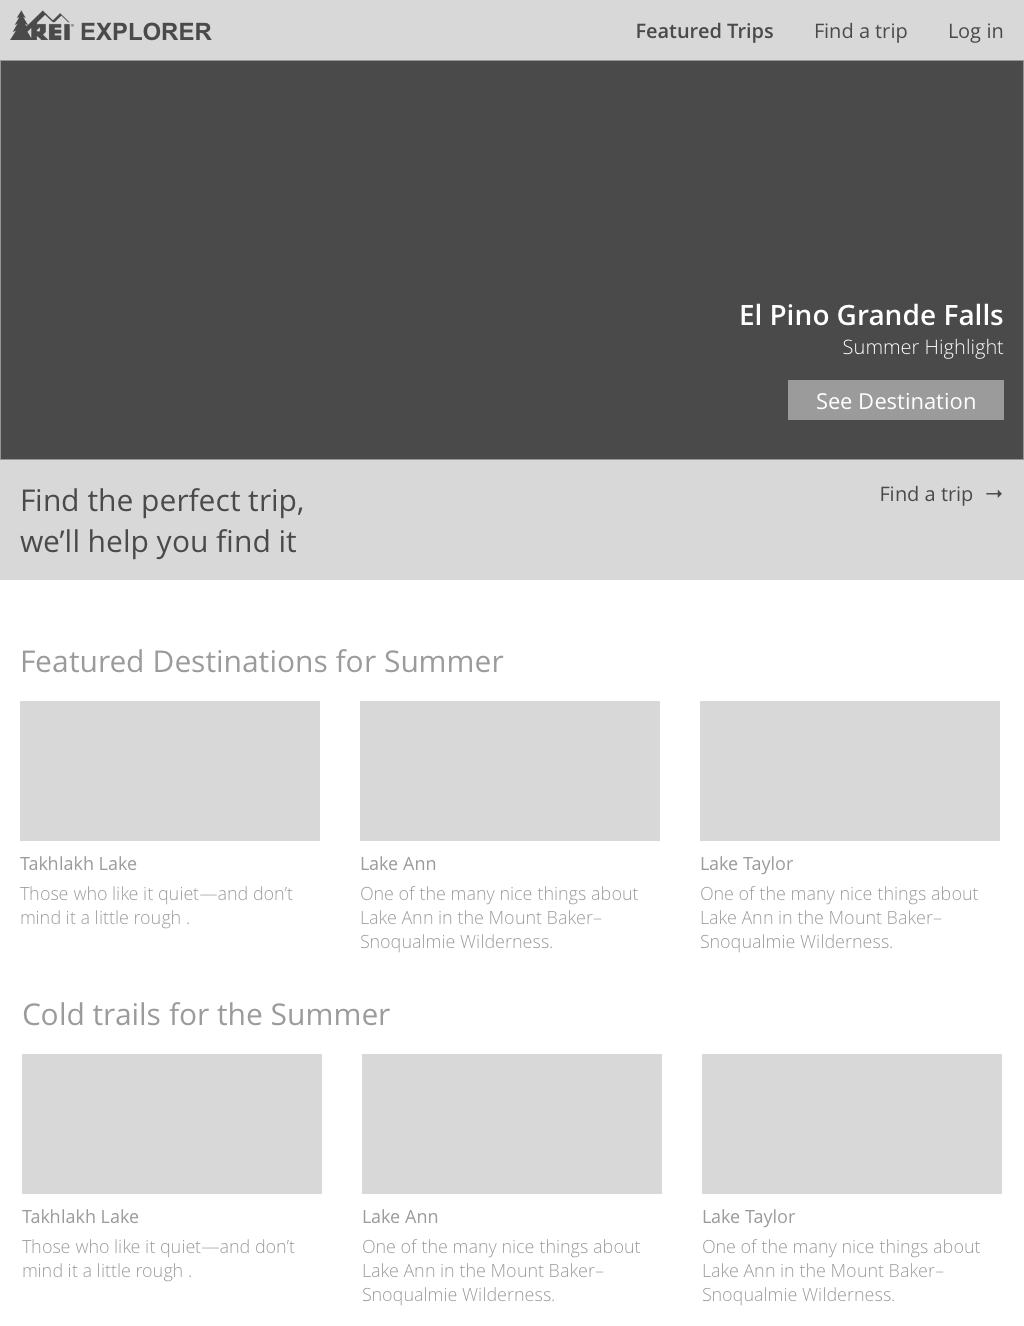 REI EXPLORER
Featured Trips
Find a trip
Log in
El Pino Grande Falls
Summer Highlight
See Destination
Find the perfect trip,
we’ll help you find it
Find a trip →
Featured Destinations for Summer
Takhlakh Lake
Those who like it quiet—and don’t
mind it a little rough .
Lake Ann
One of the many nice things about
Lake Ann in the Mount Baker–
Snoqualmie Wilderness.
Lake Taylor
One of the many nice things about
Lake Ann in the Mount Baker–
Snoqualmie Wilderness.
Cold trails for the Summer
Takhlakh Lake
Those who like it quiet—and don’t
mind it a little rough .
Lake Ann
One of the many nice things about
Lake Ann in the Mount Baker–
Snoqualmie Wilderness.
Lake Taylor
One of the many nice things about
Lake Ann in the Mount Baker–
Snoqualmie Wilderness.